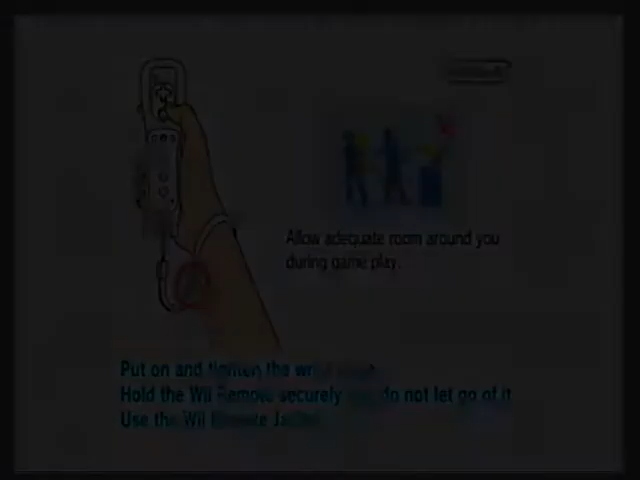 Allow adequate room around you
during game play.
Put on and tighten the
Hold the Wii Remote securely do not let go of it
Use the Wii Remote